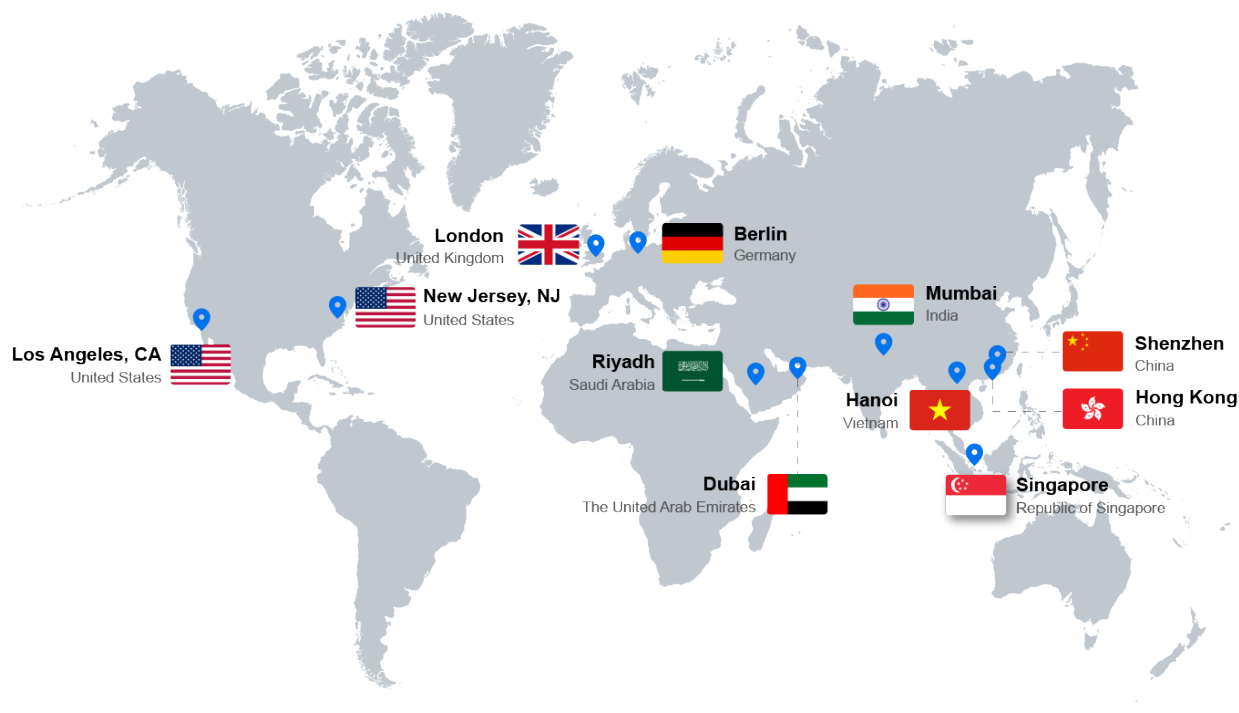 London
United Kingdom
Berlin
Germany
New Jersey, NJ
United States
Los Angeles, CA
United States
Mumbai
India
Shenzhen
China
Riyadh
Saudi Arabia
Hanoi
Vietnam
Hong Kong
China
Dubai
The United Arab Emirates
Singapore
Republic of Singapore